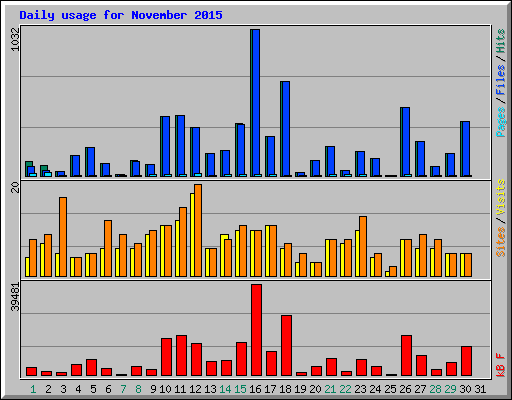 Daily usage for November 2015
1032
Pages / Files / Hits
20
Sites / Visits
39481
kB F
1 2 3 4 5 6 7 8 9 10 11 12 13 14 15 16 17 18 19 20 21 22 23 24 25 26 27 28 29 30 31